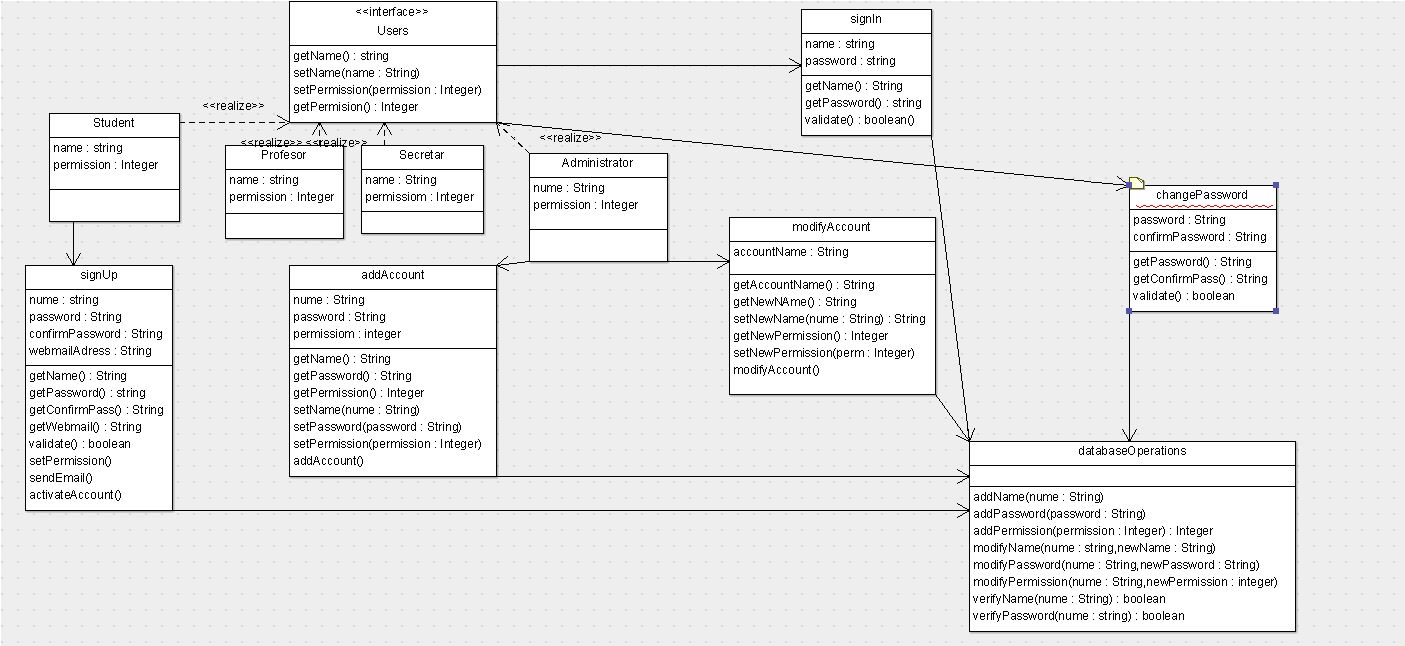 <<interface>>
Users
getName() : string
setName(name : String)
setPermission(permission : Integer)
getPermision() : Integer
signIn
name : string
password : string
getName() : String
getPassword() : string
validate() : boolean()
<<realize>>
<<realize>>
<<realize>>
<<realize>>
Student
name : string
permission : Integer
Profesor
name : string
permission : Integer
Secretar
name : String
permissiom : Integer
Administrator
nume : String
permission : Integer
changePassword
password : String
confirmPassword : String
getPassword() : String
getConfirmPass() : String
validate() : boolean
modifyAccount
accountName : String
getAccountName() : String
getNewNAme() : String
setNewName(nume : String) : String
getNewPermission() : Integer
setNewPermission(perm : Integer)
modifyAccount()
signUp
nume : string
password : String
confirmPassword : String
webmailAdress : String
getName() : String
getPassword() : string
getConfirmPass() : String
getWebmail() : String
validate() : boolean
setPermission()
sendEmail()
activateAccount()
addAccount
nume : String
password : String
permissiom : integer
getName() : String
getPassword() : String
getPermission() : Integer
setName(nume : String)
setPassword(password : String)
setPermission(permission : Integer)
addAccount()
databaseOperations
addName(nume : String)
addPassword(password : String)
addPermission(permission : Integer) : Integer
modifyName(nume : string,newName : String)
modifyPassword(nume : String,newPassword : String)
modifyPermission(nume : String,newPermission : integer)
verifyName(nume : String) : boolean
verifyPassword(nume : string) : boolean